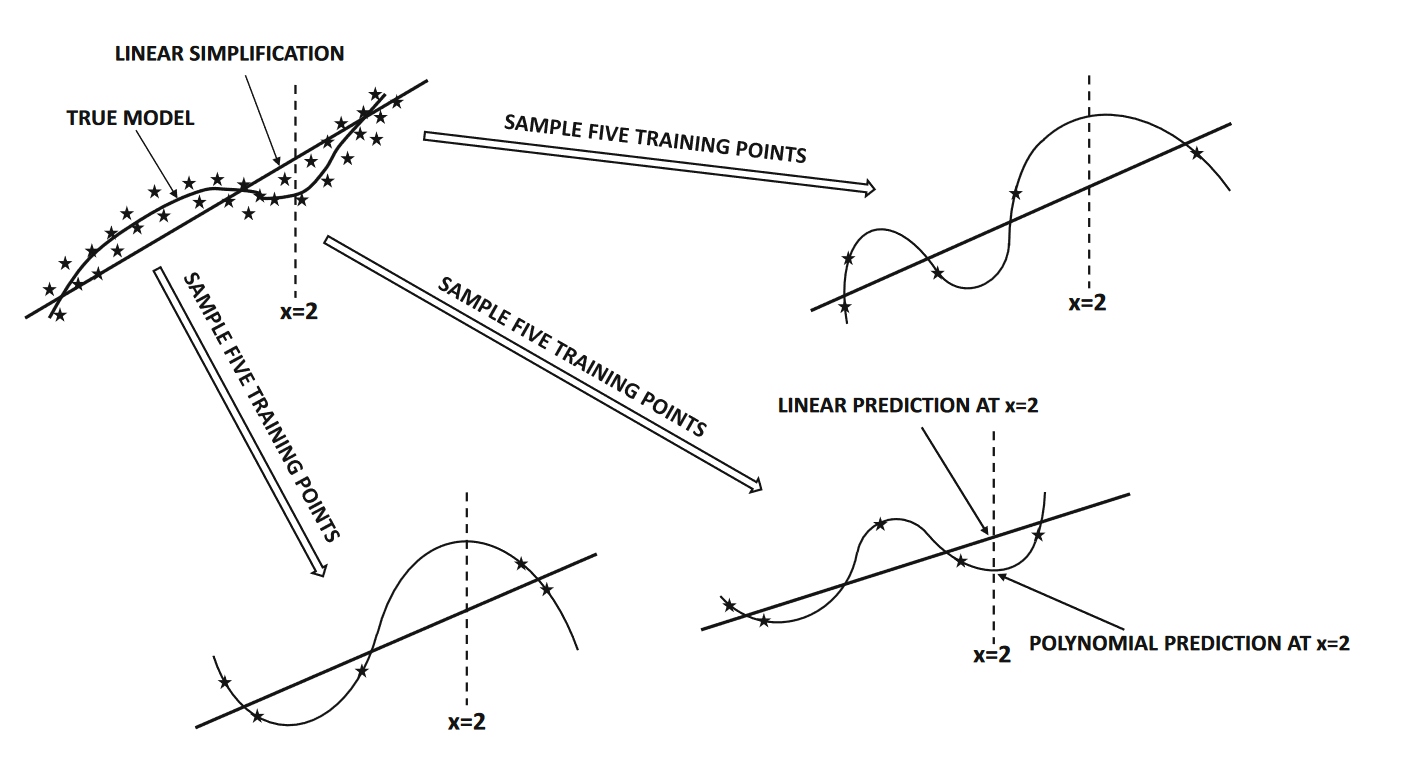 LINEAR SIMPLIFICATION
TRUE MODEL
x=2
SAMPLE FIVE TRAINING POINTS
x=2
SAMPLE FIVE TRAINING POINTS
SAMPLE FIVE TRAINING POINTS
LINEAR PREDICTION AT x=2
x=2
POLYNOMIAL PREDICTION AT x=2
x=2